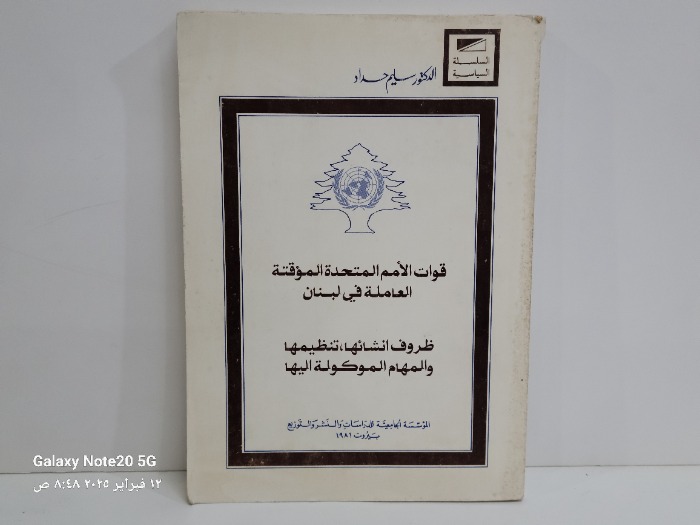 السلسلة
السياسية
الدكتور سليم حداد
قوات الأمم المتحدة المؤقتة
العاملة في لبنان
ظروف انشائها، تنظيمها
والمهام الموكولة اليها
المؤسسة الجامعية للدراسات والنشر والتوزيع
بيروت ١٩٨١
Galaxy Note20 5G
١٢ فبراير ٢٠٢٥ ٨:٤٨ ص